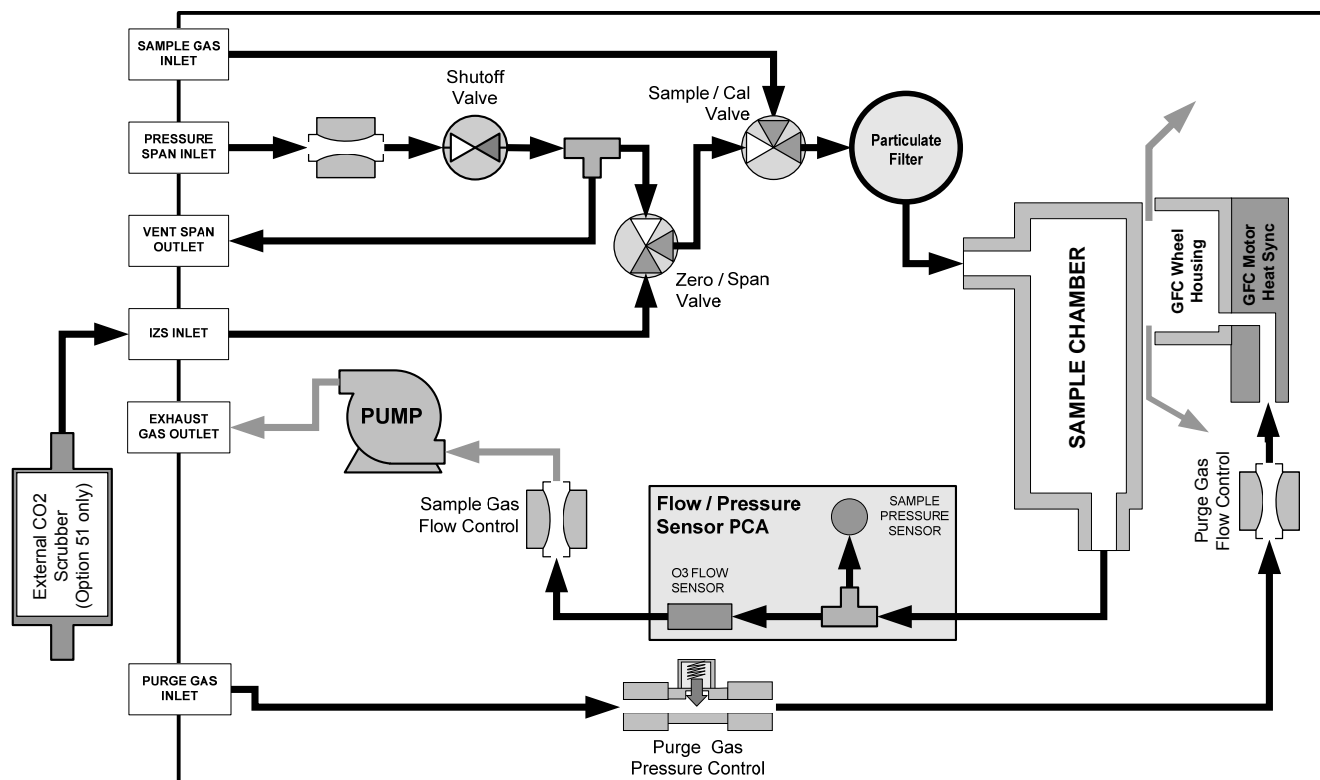 SAMPLE GAS
INLET
Shutoff
Valve
Sample / Cal
Valve
PRESSURE
SPAN INLET
Particulate
Filter
VENT SPAN
OUTLET
Zero / Span
Valve
SAMPLE CHAMBER
GFC Wheel
Housing
GFC Motor
Heat Sync
IZS INLET
EXHAUST
GAS OUTLET
PUMP
External CO2
Scrubber
(Option 51 only)
Sample Gas
Flow Control
Flow / Pressure
Sensor PCA
SAMPLE
PRESSURE
SENSOR
O3 FLOW
SENSOR
Purge Gas
Flow Control
PURGE GAS
INLET
Purge Gas
Pressure Control